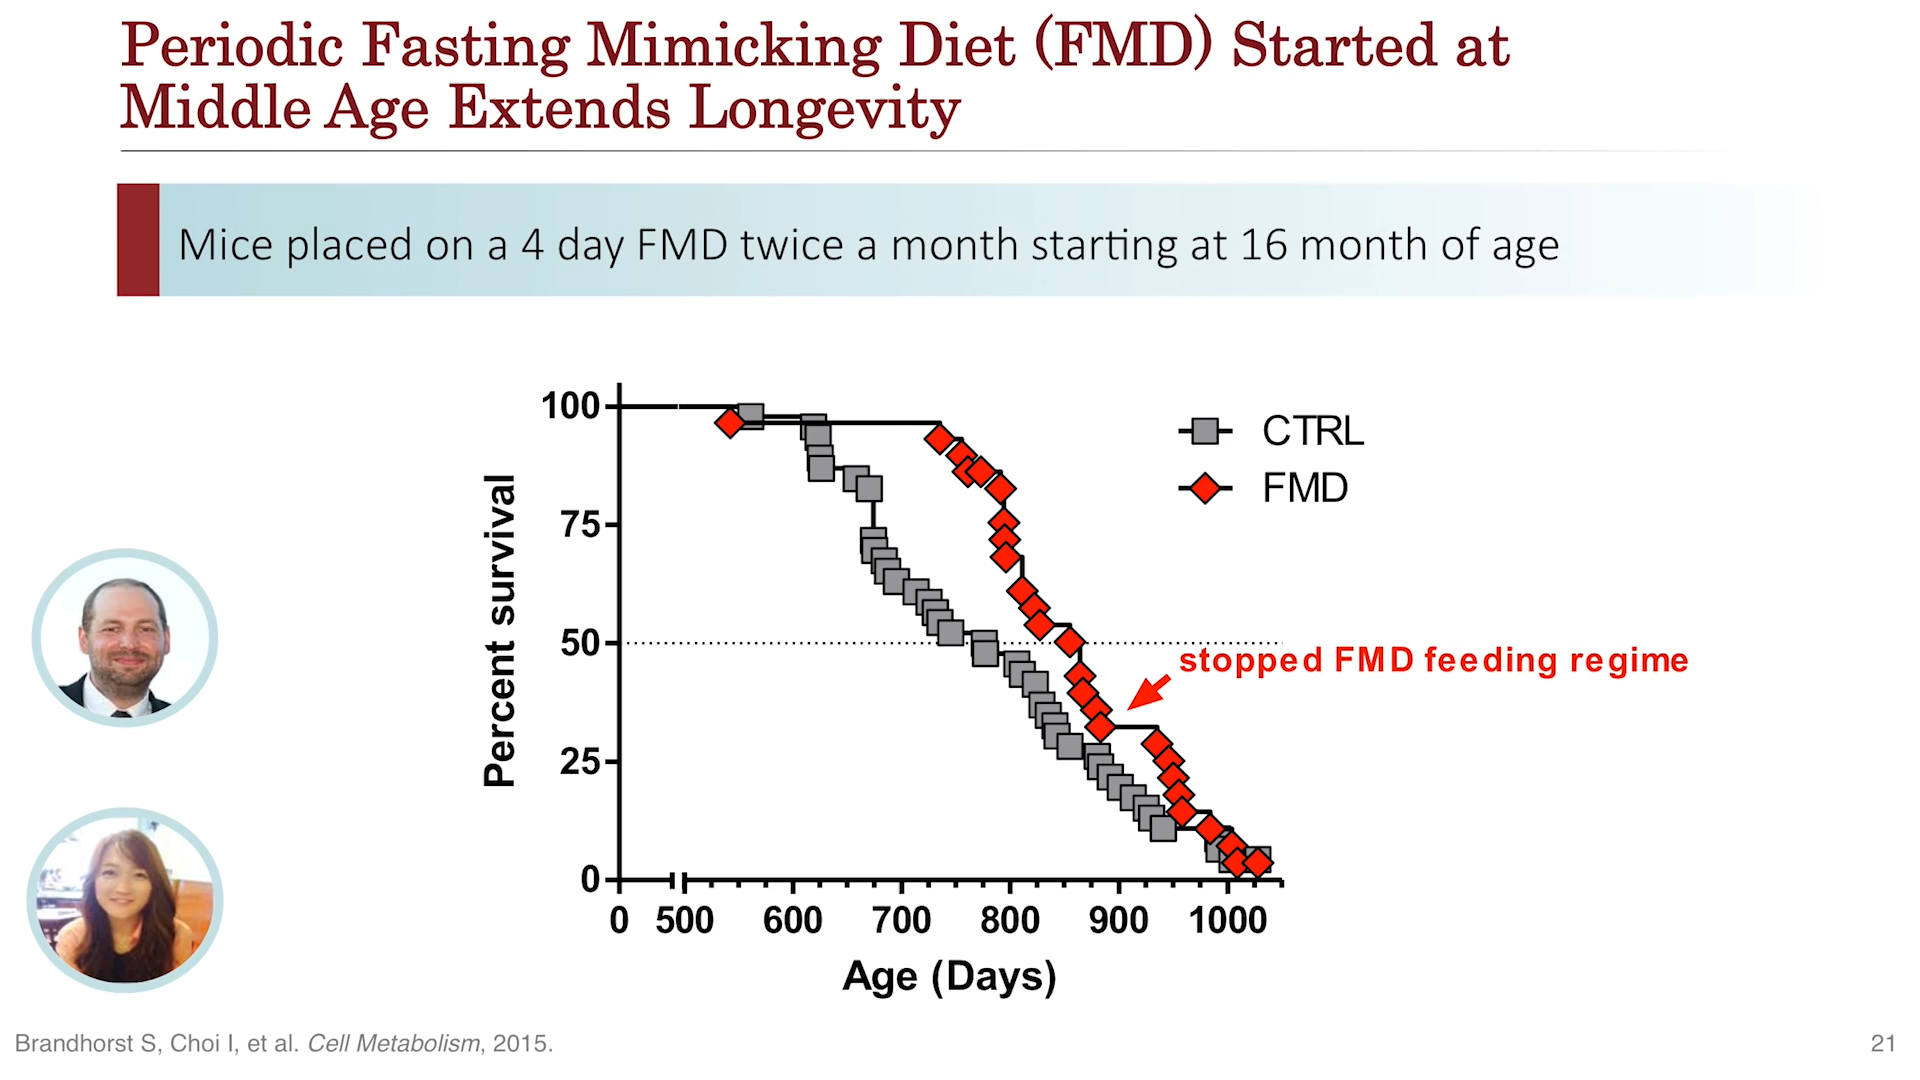 Periodic Fasting Mimicking Diet (FMD) Started at
Middle Age Extends Longevity
Mice placed on a 4 day FMD twice a month starting at 16 month of age
100
75
50
25
0
Percent survival
CTRL
FMD
stopped FMD feeding regime
0 500 600 700 800 900 1000
Age (Days)
Brandhorst S, Choi I, et al. Cell Metabolism, 2015.
21